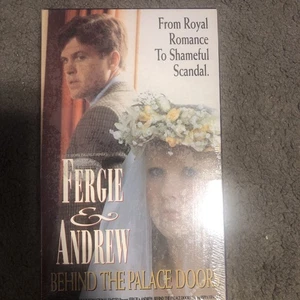 From Royal
Romance
To Shameful
Scandal.
FERGIE
&
ANDREW
BEHIND THE PALACE DOOR